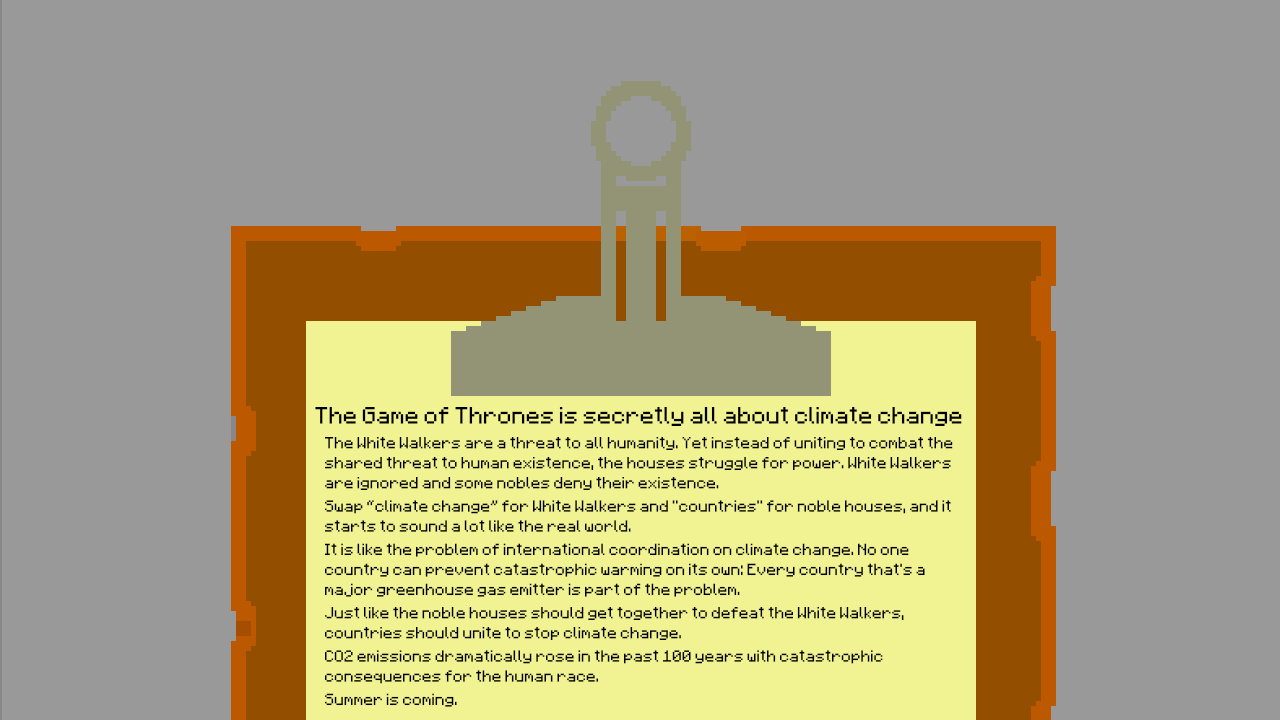 The Game of Thrones is secretly all about climate change
The White Walkers are a threat to all humanity. Yet instead of uniting to combat the
shared threat to human existence, the houses struggle for power. White Walkers
are ignored and some nobles deny their existence.
Swap “climate change” for White Walkers and "countries" for noble houses, and it
starts to sound a lot like the real world.
It is like the problem of international coordination on climate change. No one
country can prevent catastrophic warming on its own: Every country that's a
major greenhouse gas emitter is part of the problem.
Just like the noble houses should get together to defeat the White Walkers,
countries should unite to stop climate change.
CO2 emissions dramatically rose in the past 100 years with catastrophic
consequences for the human race.
Summer is coming.